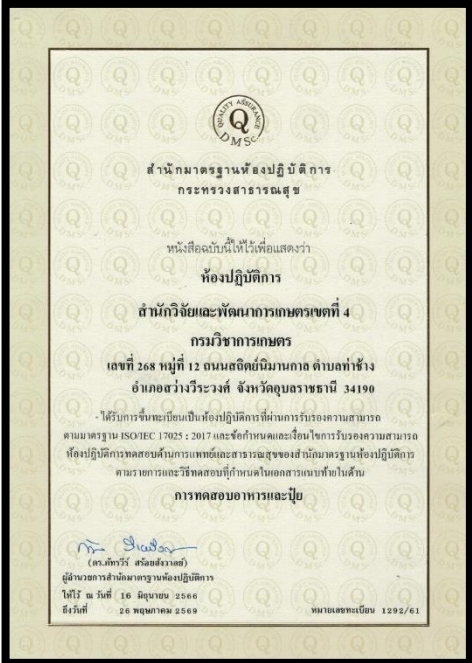 QUALITY ASSURANCE
Q
DMSc
สำนักมาตรฐานห้องปฏิบัติการ
กระทรวงสาธารณสุข
หนังสือฉบับนี้ให้ไว้เพื่อแสดงว่า
ห้องปฏิบัติการ
สำนักวิจัยและพัฒนาการเกษตรเขตที่ 4
กรมวิชาการเกษตร
เลขที่ 268 หมู่ที่ 12 ถนนสถิตย์นิมานกาล ตำบลท่าช้าง
อำเภอสว่างวีระวงศ์ จังหวัดอุบลราชธานี 34190
ได้รับการขึ้นทะเบียนเป็นห้องปฏิบัติการที่ผ่านการรับรองความสามารถ
ตามมาตรฐาน ISO/IEC 17025 : 2017 และข้อกำหนดและเงื่อนไขการรับรองความสามารถ
ห้องปฏิบัติการทดสอบด้านการแพทย์และสาธารณสุขของสำนักมาตรฐานห้องปฏิบัติการ
ตามรายการและวิธีทดสอบที่กำหนดในเอกสารแนบท้ายในด้าน
การทดสอบอาหารและปุ๋ย
(ดร.ภัทรวีร์ สร้อยสังวาลย์)
ผู้อำนวยการสำนักมาตรฐานห้องปฏิบัติการ
ให้ไว้ ณ วันที่ 16 มิถุนายน 2566
ถึงวันที่ 26 พฤษภาคม 2569
หมายเลขทะเบียน 1292/61